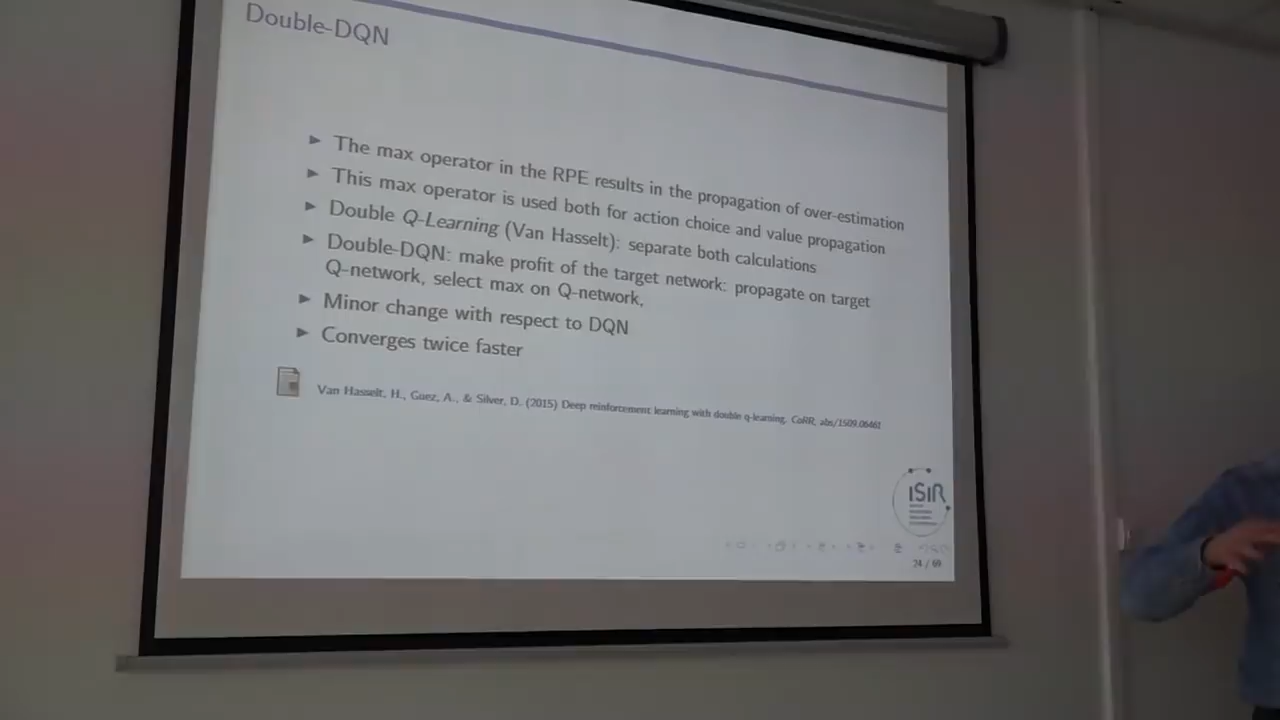 Double-DQN
▶ The max operator in the RPE results in the propagation of over-estimation
▶ This max operator is used both for action choice and value propagation
▶ Double Q-Learning (Van Hasselt): separate both calculations
▶ Double-DQN: make profit of the target network: propagate on target
Q-network, select max on Q-network,
▶ Minor change with respect to DQN
▶ Converges twice faster
Van Hasselt, H., Guez, A., & Silver, D. (2015) Deep reinforcement learning with double q-learning. CoRR, abs/1509.06461
ISIR
24 / 69